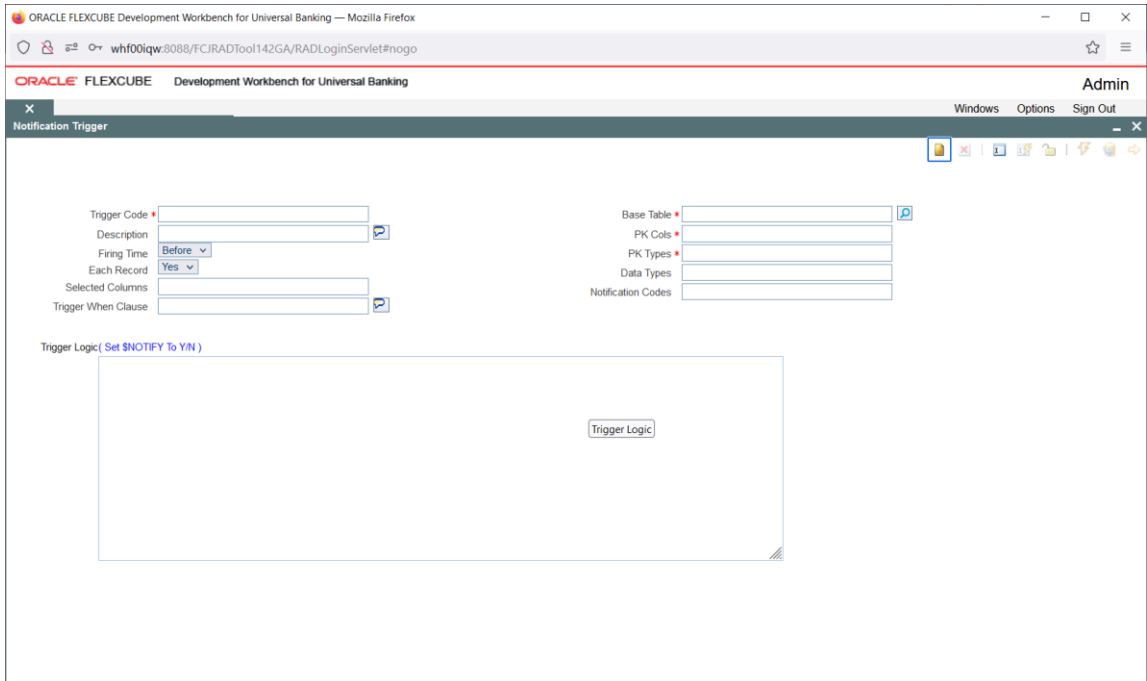 ORACLE FLEXCUBE Development Workbench for Universal Banking — Mozilla Firefox
whf00iqw:8088/FCJRADTool142GA/RADLoginServlet#nogo
ORACLE FLEXCUBE Development Workbench for Universal Banking Admin
Windows Options Sign Out
Notification Trigger
Trigger Code *
Description
Firing Time Before
Each Record Yes
Selected Columns
Trigger When Clause
Base Table *
PK Cols *
PK Types *
Data Types
Notification Codes
Trigger Logic( Set $NOTIFY To Y/N )
Trigger Logic